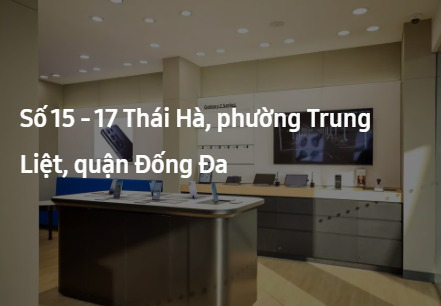 Số 15 - 17 Thái Hà, phường Trung
Liệt, quận Đống Đa